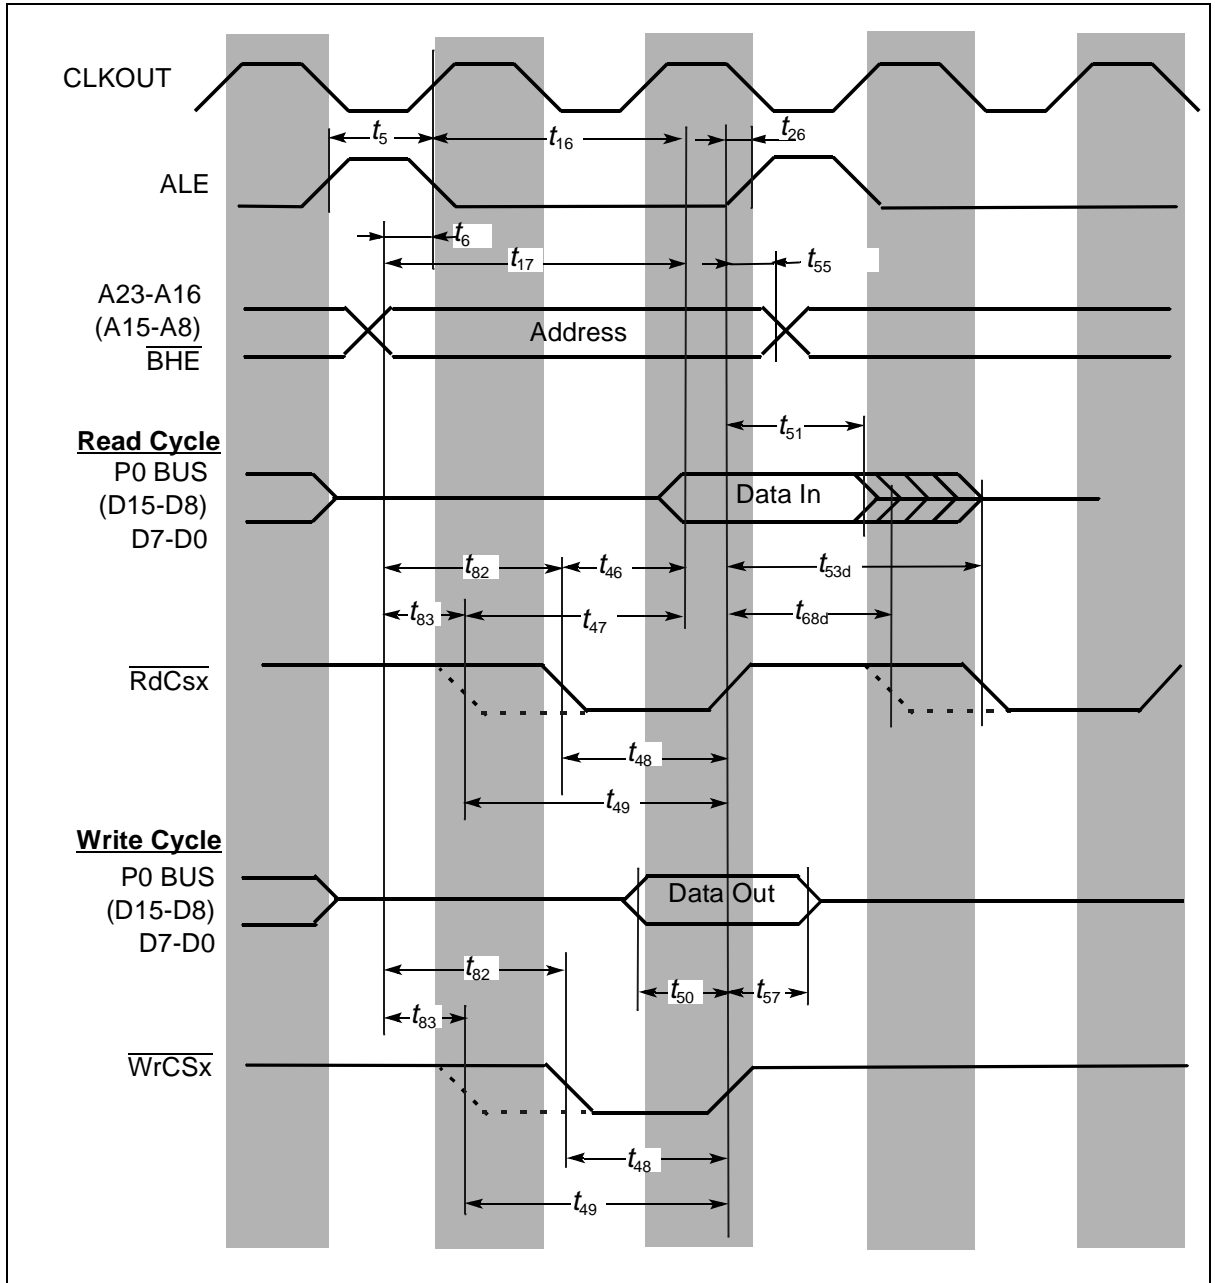 CLKOUT
t5
t16
t26
ALE
t6
t17
t55
A23-A16
(A15-A8)
BHE
Address
t51
Read Cycle
P0 BUS
(D15-D8)
D7-D0
Data In
t82
t46
t53d
t83
t47
t68d
RdCsx
t48
t49
Write Cycle
P0 BUS
(D15-D8)
D7-D0
Data Out
t82
t50
t57
t83
WrCSx
t48
t49